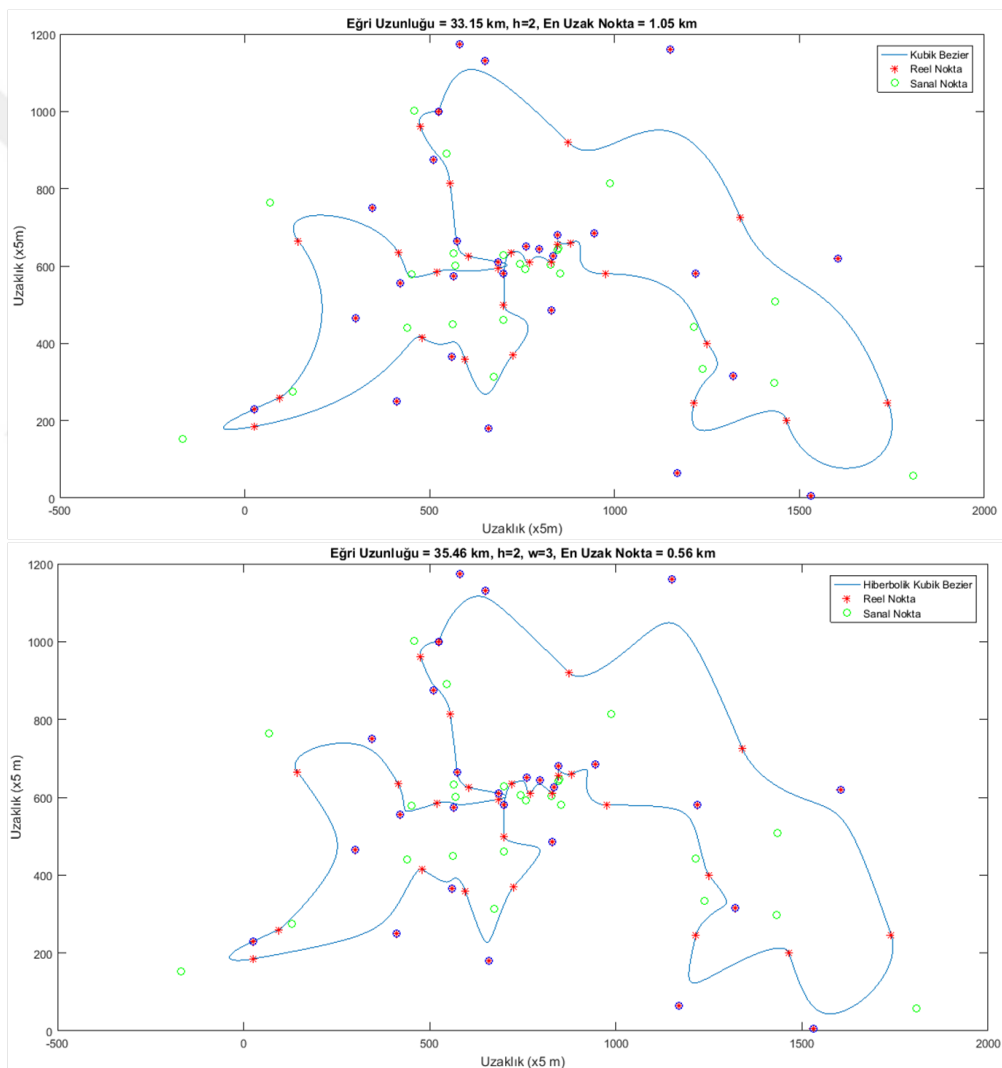 Eğri Uzunluğu = 33.15 km, h=2, En Uzak Nokta = 1.05 km
1200
1000
800
600
400
200
0
Uzaklık (x5m)
Kubik Bezier
Reel Nokta
Sanal Nokta
-500
0
500
1000
1500
2000
Uzaklık (x5m)
Eğri Uzunluğu = 35.46 km, h=2, w=3, En Uzak Nokta = 0.56 km
1200
1000
800
600
400
200
0
Uzaklık (x5 m)
Hiberbolik Kubik Bezier
Reel Nokta
Sanal Nokta
-500
0
500
1000
1500
2000
Uzaklık (x5 m)